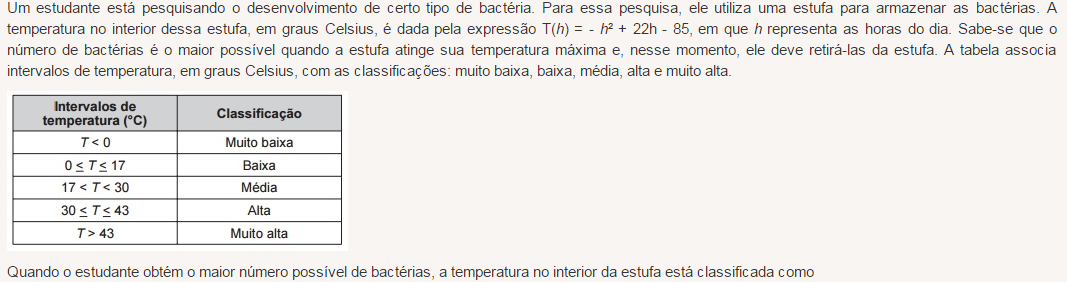 Um estudante está pesquisando o desenvolvimento de certo tipo de bactéria. Para essa pesquisa, ele utiliza uma estufa para armazenar as bactérias. A
temperatura no interior dessa estufa, em graus Celsius, é dada pela expressão T(h) = - h² + 22h - 85, em que h representa as horas do dia. Sabe-se que o
número de bactérias é o maior possível quando a estufa atinge sua temperatura máxima e, nesse momento, ele deve retirá-las da estufa. A tabela associa
intervalos de temperatura, em graus Celsius, com as classificações: muito baixa, baixa, média, alta e muito alta.
Intervalos de
temperatura (°C)
Classificação
T < 0 Muito baixa
0 ≤ T ≤ 17 Baixa
17 < T < 30 Média
30 ≤ T ≤ 43 Alta
T > 43 Muito alta
Quando o estudante obtém o maior número possível de bactérias, a temperatura no interior da estufa está classificada como